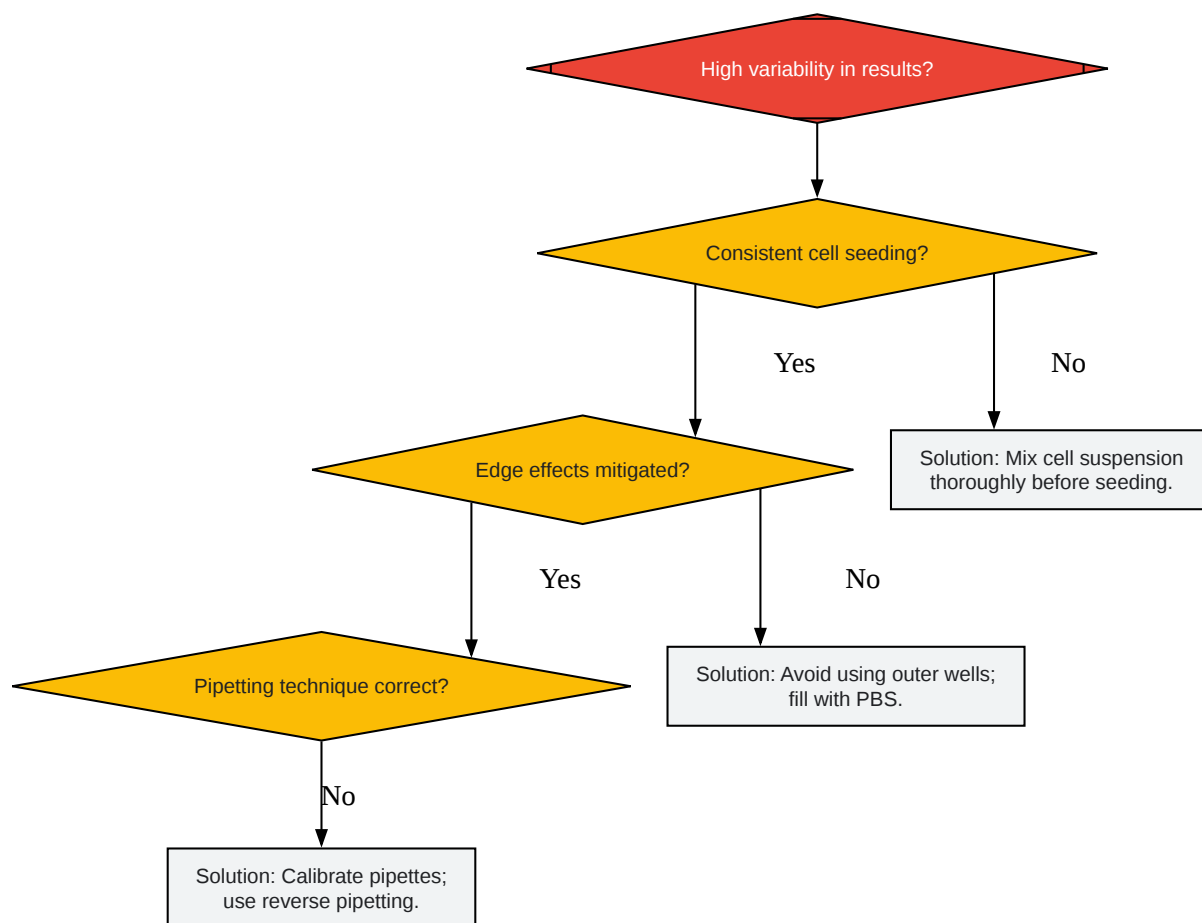 High variability in results?
Consistent cell seeding?
Yes
No
Edge effects mitigated?
Solution: Mix cell suspension
thoroughly before seeding.
Yes
No
Pipetting technique correct?
Solution: Avoid using outer wells;
fill with PBS.
No
Solution: Calibrate pipettes;
use reverse pipetting.